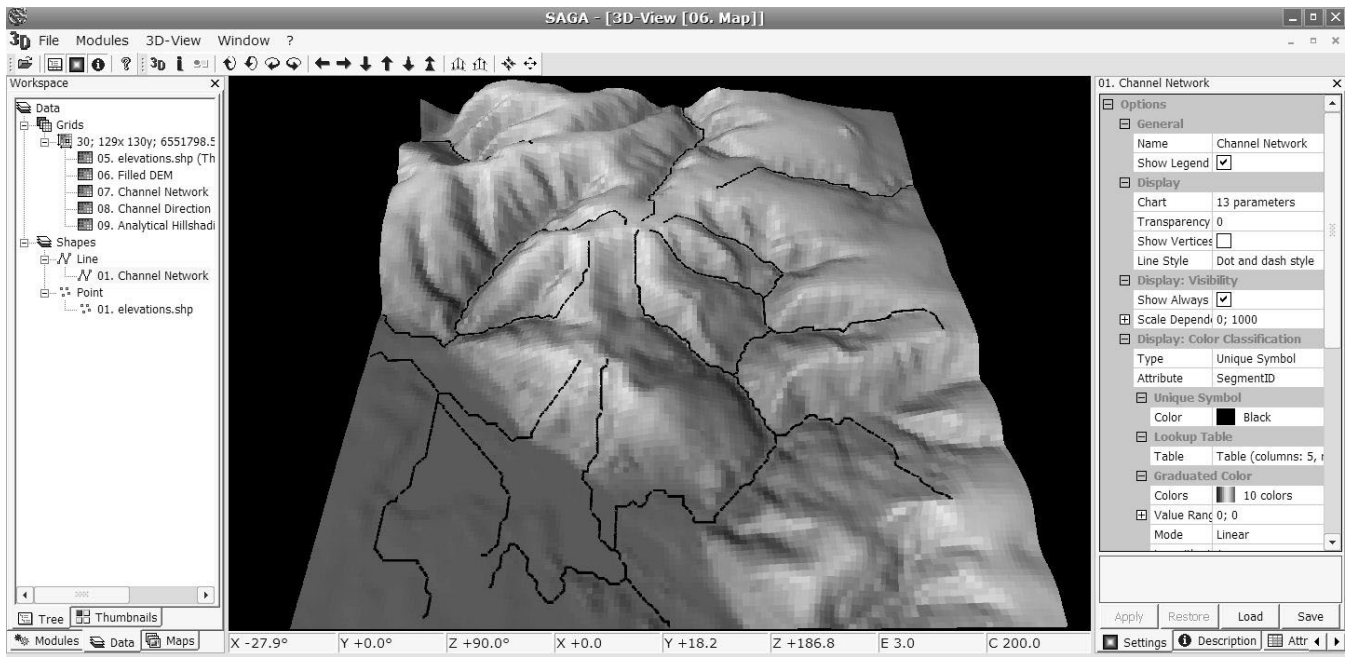 SAGA - [3D-View [06. Map]]
3D File Modules 3D-View Window ?
3D
Workspace
Data
Grids
30; 129x 130y; 6551798.5
05. elevations.shp (Th
06. Filled DEM
07. Channel Network
08. Channel Direction
09. Analytical Hillshadi
Shapes
Line
01. Channel Network
Point
01. elevations.shp
Tree Thumbnails
Modules Data Maps
X -27.9° Y +0.0° Z +90.0° X +0.0 Y +18.2 Z +186.8 E 3.0 C 200.0
01. Channel Network
Options
General
Name Channel Network
Show Legend
Display
Chart 13 parameters
Transparency 0
Show Vertices
Line Style Dot and dash style
Display: Visibility
Show Always
Scale Depend 0; 1000
Display: Color Classification
Type Unique Symbol
Attribute SegmentID
Unique Symbol
Color Black
Lookup Table
Table Table (columns: 5, r
Graduated Color
Colors 10 colors
Value Rang 0; 0
Mode Linear
Apply Restore Load Save
Settings Description Attr